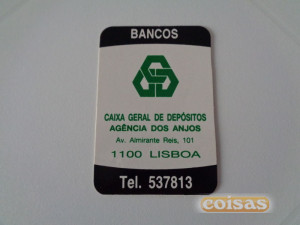 BANCOS
CAIXA GERAL DE DEPÓSITOS
AGÊNCIA DOS ANJOS
Av. Almirante Reis, 101
1100 LISBOA
Tel. 537813
coisas